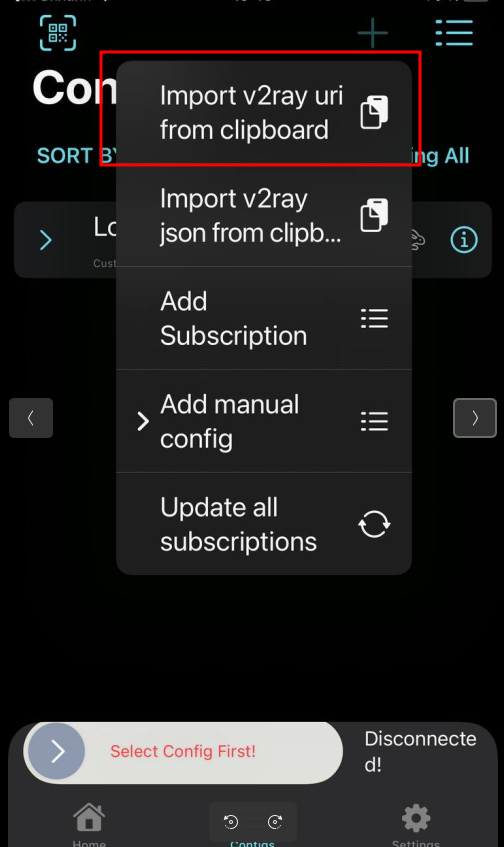 Con
Import v2ray uri
from clipboard
SORT BY
ing All
Import v2ray
json from clipb...
Lo
Cust
Add
Subscription
Add manual
config
Update all
subscriptions
Select Config First!
Disconnecte
d!
Home
Configs
Settings